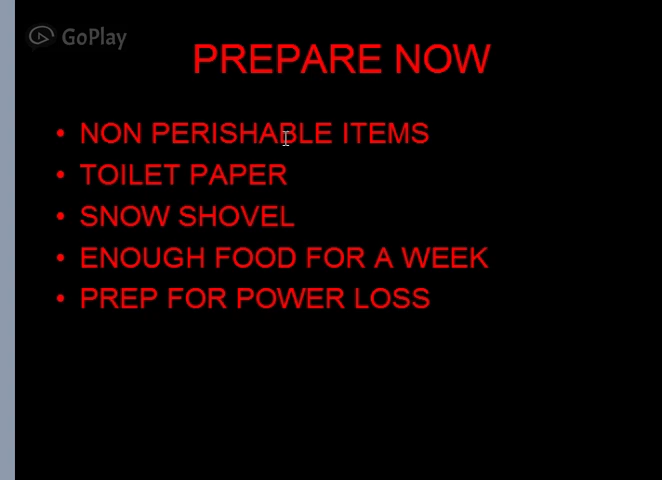 GoPlay
PREPARE NOW
• NON PERISHABLE ITEMS
• TOILET PAPER
• SNOW SHOVEL
• ENOUGH FOOD FOR A WEEK
• PREP FOR POWER LOSS